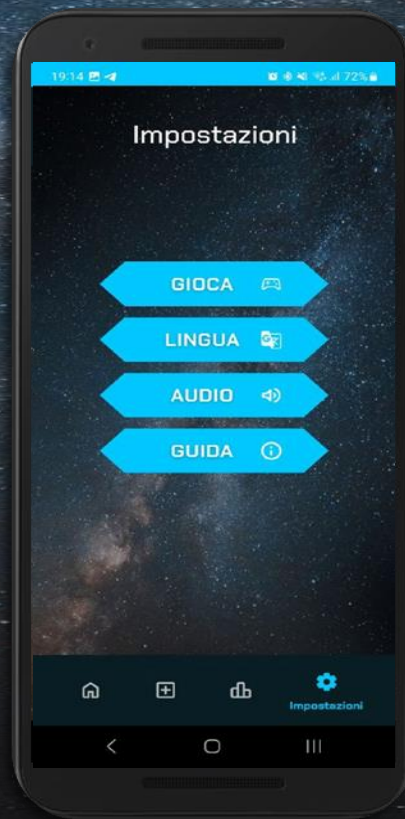 19:14 72%
Impostazioni
GIOCA
LINGUA
AUDIO
GUIDA
Impostazioni